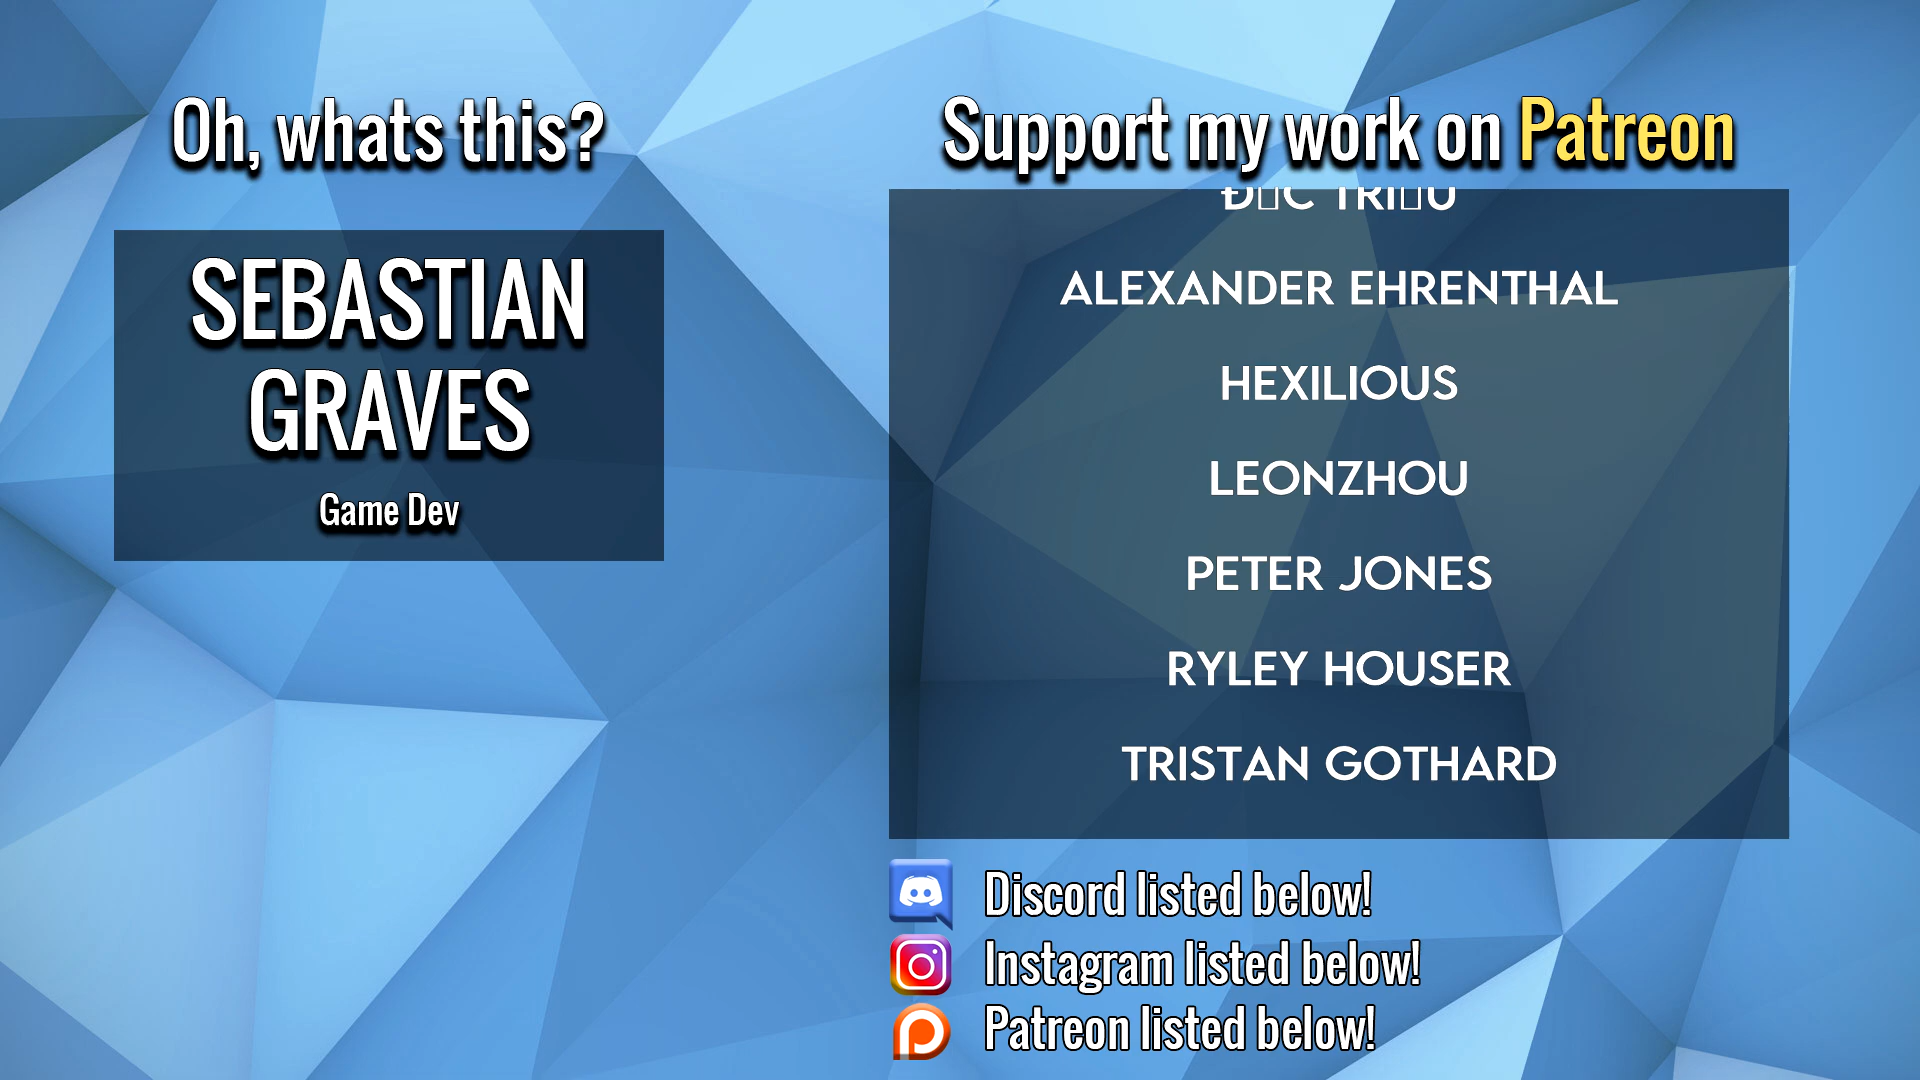 Oh, whats this?
SEBASTIAN
GRAVES
Game Dev
Support my work on Patreon
ALEXANDER EHRENTHAL
HEXILIOUS
LEONZHOU
PETER JONES
RYLEY HOUSER
TRISTAN GOTHARD
Discord listed below!
Instagram listed below!
Patreon listed below!